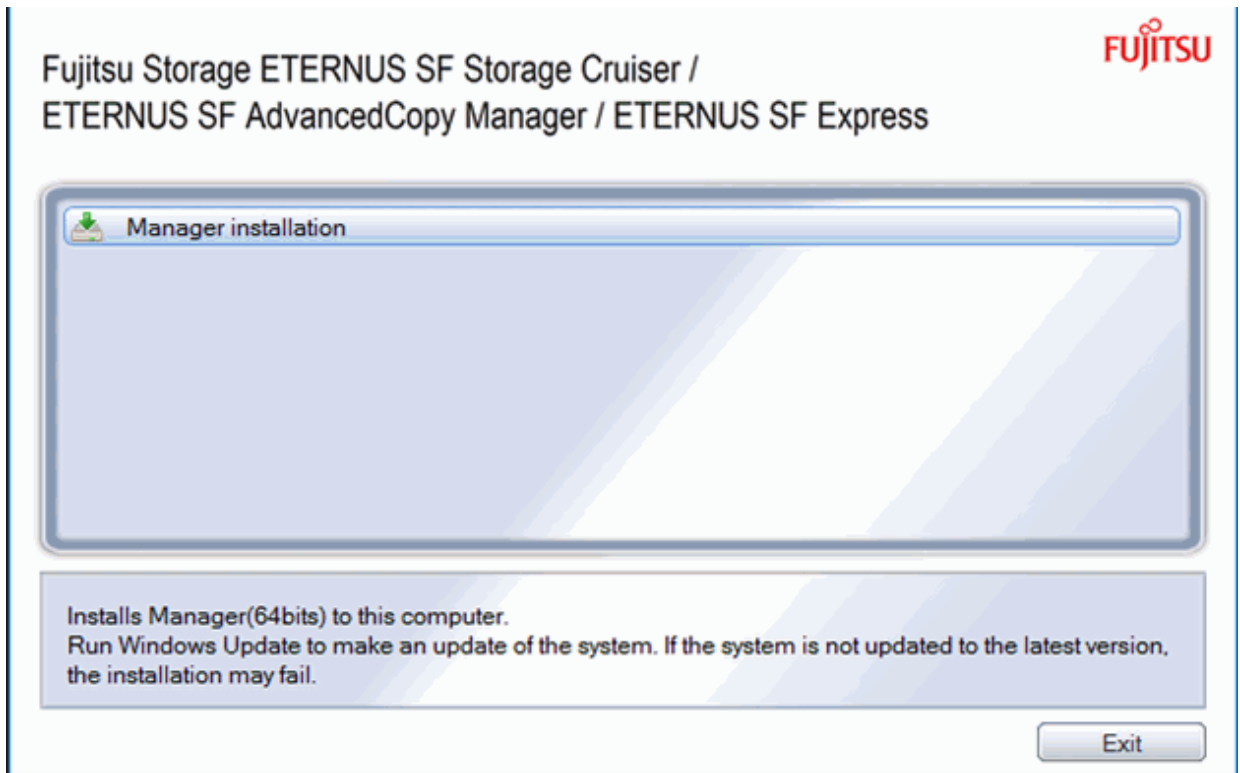 FUJITSU
Fujitsu Storage ETERNUS SF Storage Cruiser /
ETERNUS SF AdvancedCopy Manager / ETERNUS SF Express
Manager installation
Installs Manager(64bits) to this computer.
Run Windows Update to make an update of the system. If the system is not updated to the latest version,
the installation may fail.
Exit